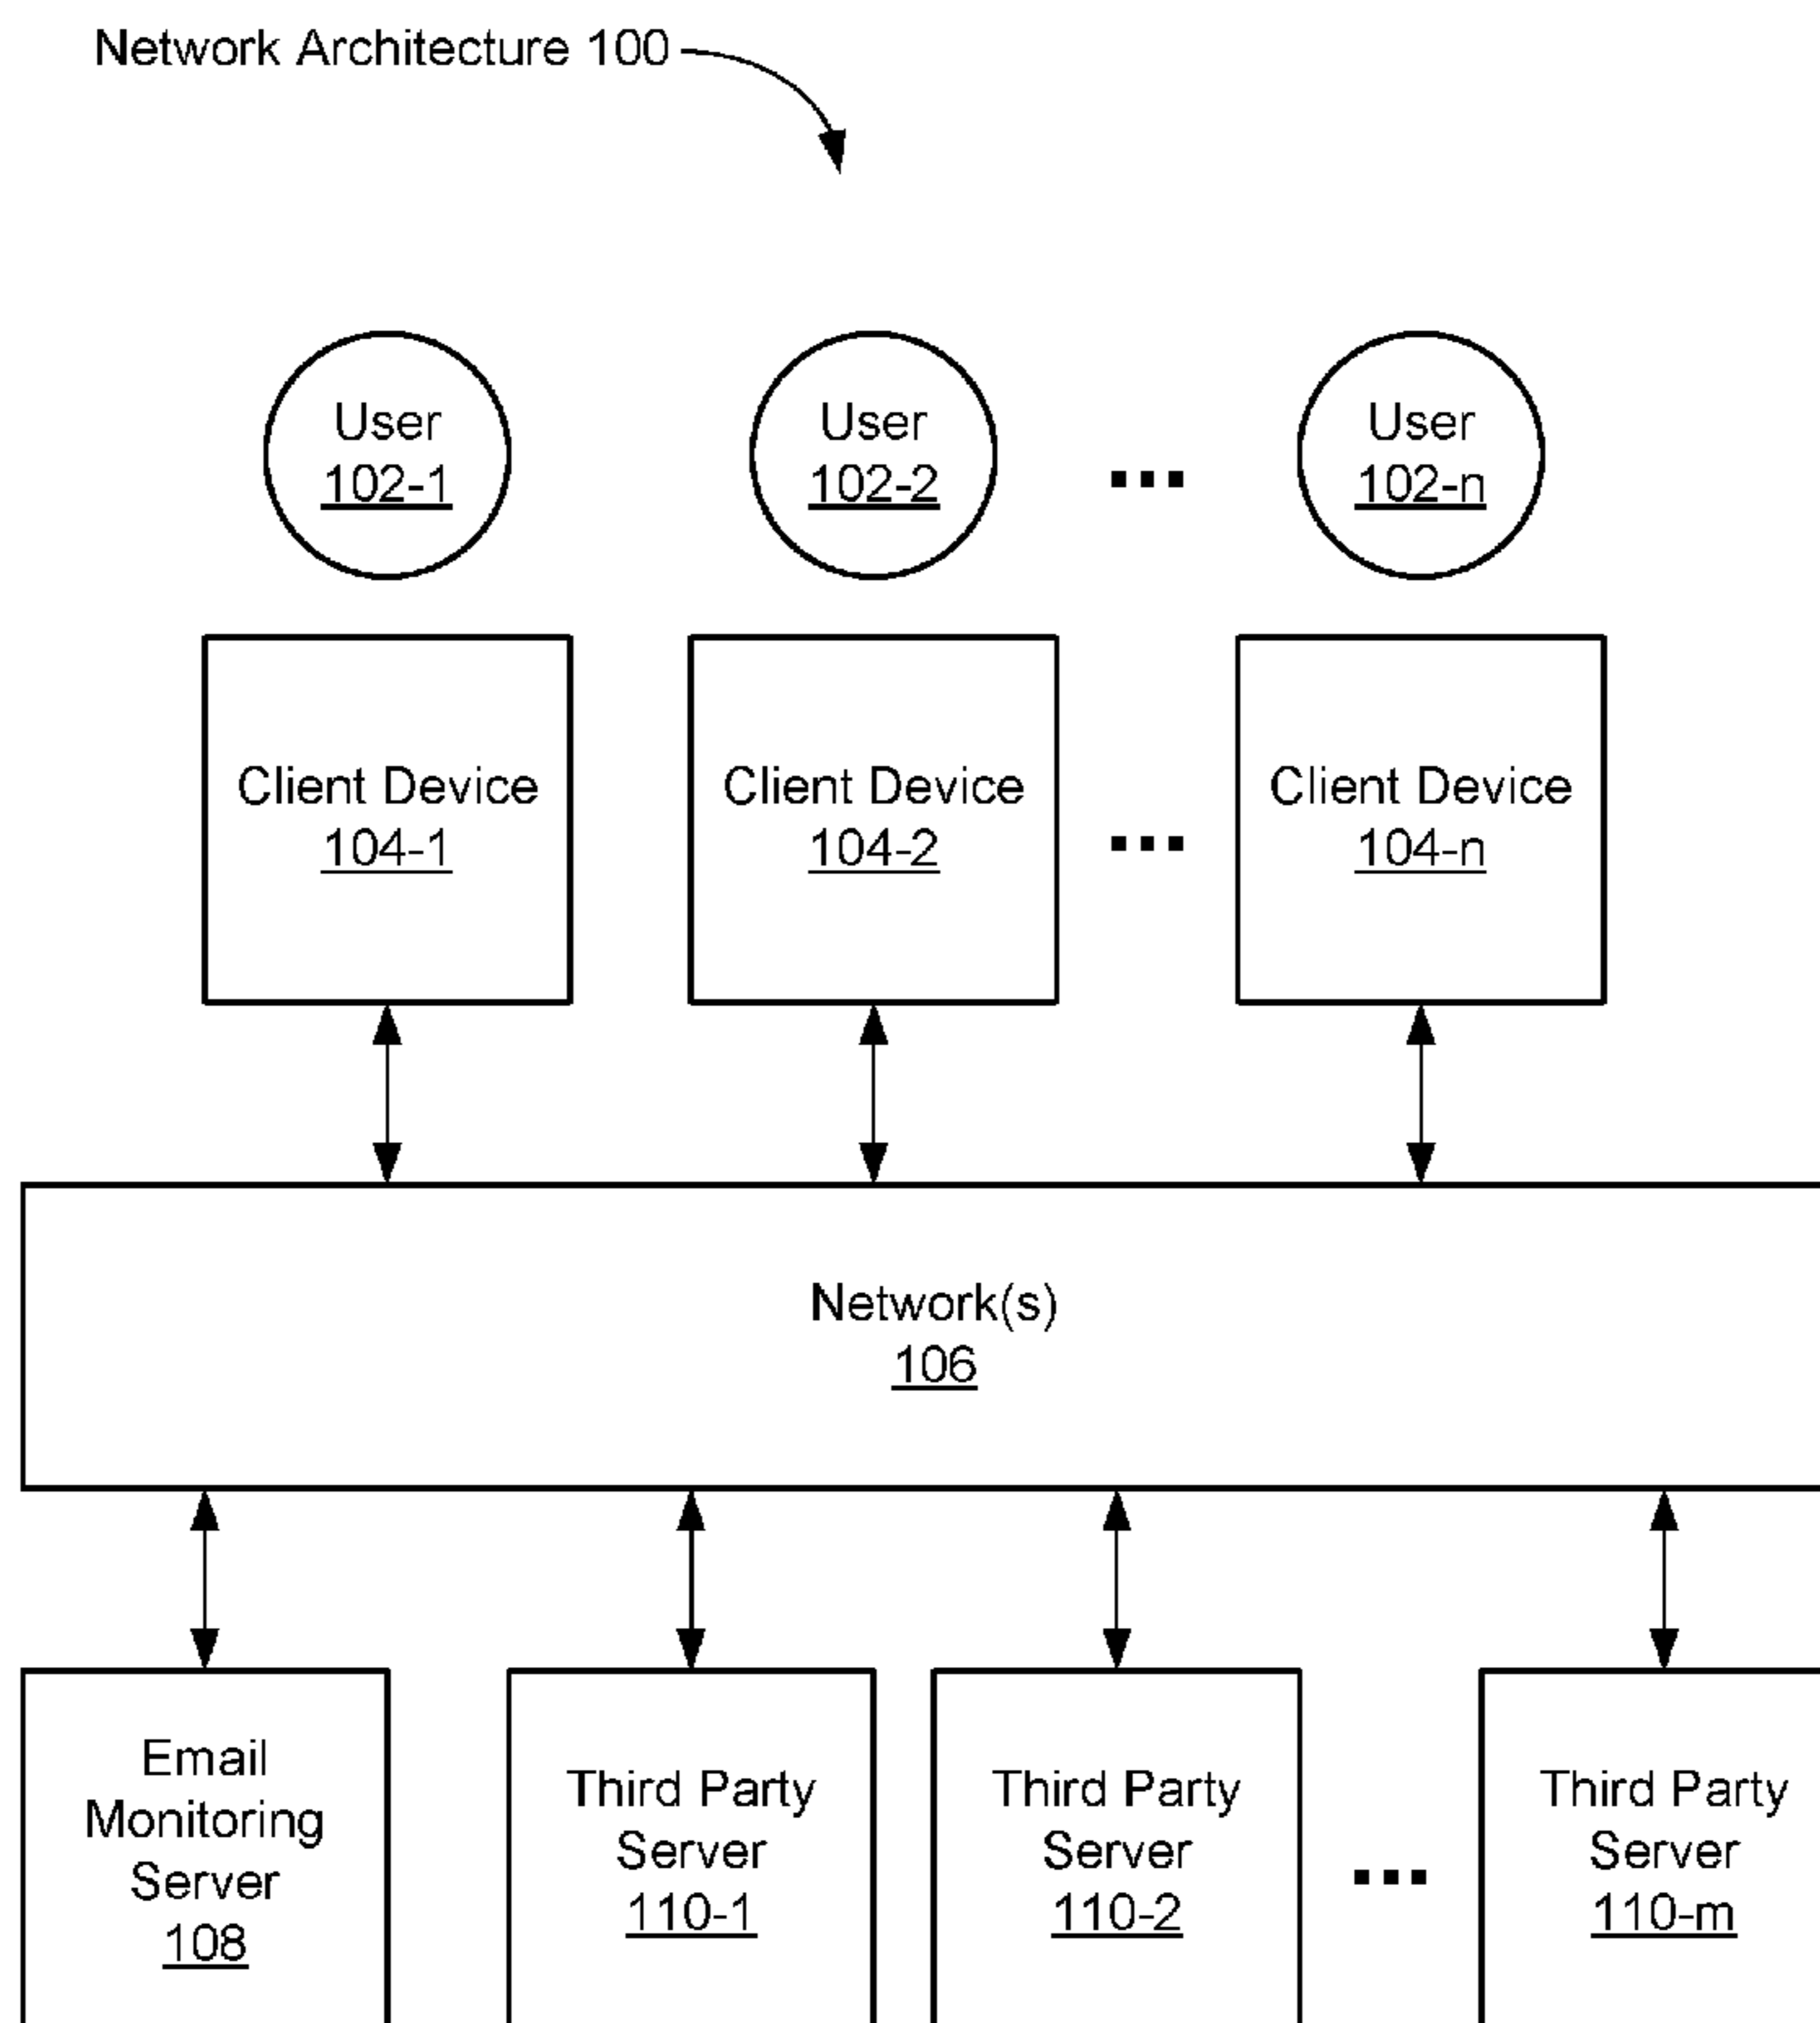 Network Architecture 100
User
102-1
User
102-2
...
User
102-n
Client Device
104-1
Client Device
104-2
...
Client Device
104-n
Network(s)
106
Email
Monitoring
Server
108
Third Party
Server
110-1
Third Party
Server
110-2
...
Third Party
Server
110-m